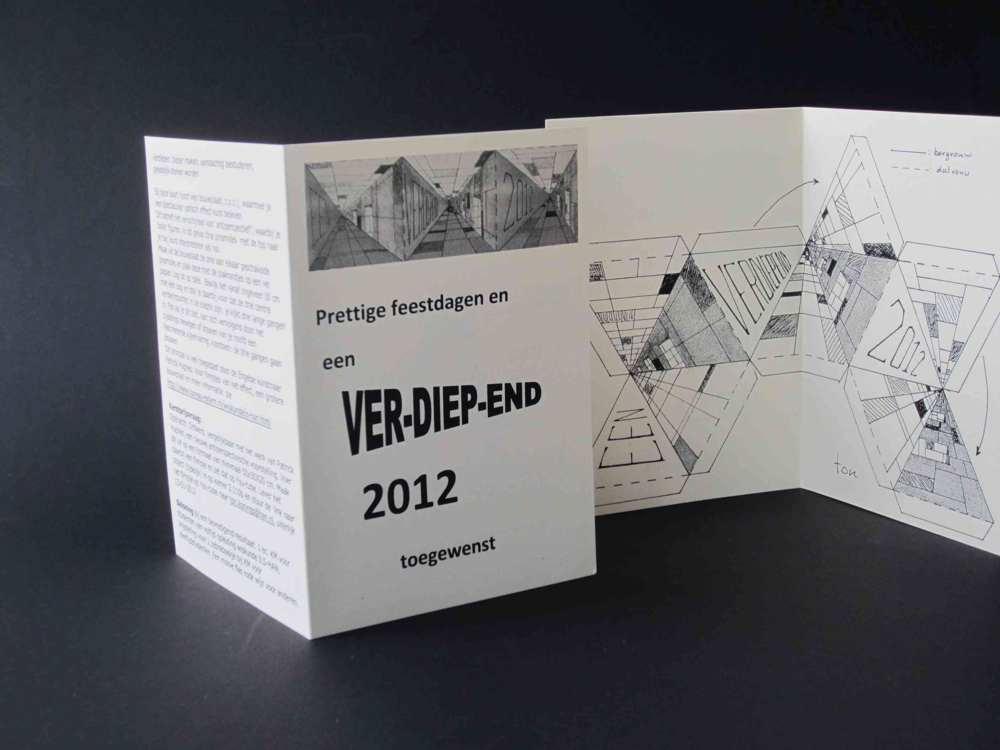 Verdiepen: dieper maken, aandachtig bestuderen,
geestelijk sterker worden
Bij deze kaart hoort een bouwplaat( z.o.z.), waarmee je
een spectaculair optisch effect kunt beleven.
Dit betreft het verschijnsel van 'antiperspectief', waarbij je
'bolle' figuren, in dit geval drie piramides met de top naar
je toe, kunt interpreteren als hol.
Maak uit de bouwplaat de drie aan elkaar geschakelde
piramides en plak deze met de plakrandjes op een vel
papier. Leg dit op tafel. Bekijk het vanaf ongeveer 30 cm
met een oog en stel je daarbij voor dat de drie centra
verdwijnpunten in de diepte zijn: je kijkt drie lange gangen
in. Pas als je dit ziet, kan zich vervolgens door het
zijdelings bewegen of draaien van je hoofd een
fascinerende kijkervaring voordoen: de drie gangen gaan
draaien.
Dit principe is veel toegepast door de Engelse kunstenaar
Patrick Hughes. Voor filmpjes van het effect, een grotere
bouwplaat en meer informatie zie
http://www.bureau-extern.nl/wiskunde/ils-han.html
Kerstprijsvraag:
Opdracht: Ontwerp, vergelijkbaar met het werk van Patrick
Hughes, een nieuwe antiperspectivische voorstelling. Voer
dit uit op een formaat van minimaal 50x30x20 cm. Maak
daarbij een filmpje en zet dat op You-tube. Lever het
object (tijdelijk) in op kamer 2.110b en stuur de link naar
het filmpje op You-tube naar ton.konings@han.nl, uiterlijk
13-01-2012
Beloning bij een bevredigend resultaat: 1 ec. KM voor
studenten van voltijd opleiding wiskunde ILS-HAN,
Vrijstelling voor 1 zebraboekje bij KM voor
deeltijdstudenten. Een mooie fles rode wijn voor anderen.
2012
Prettige feestdagen en
een
VER-DIEP-END
2012
toegewenst
: bergvouw
: dalvouw
VERDIEPEND
2012
EEN
ton